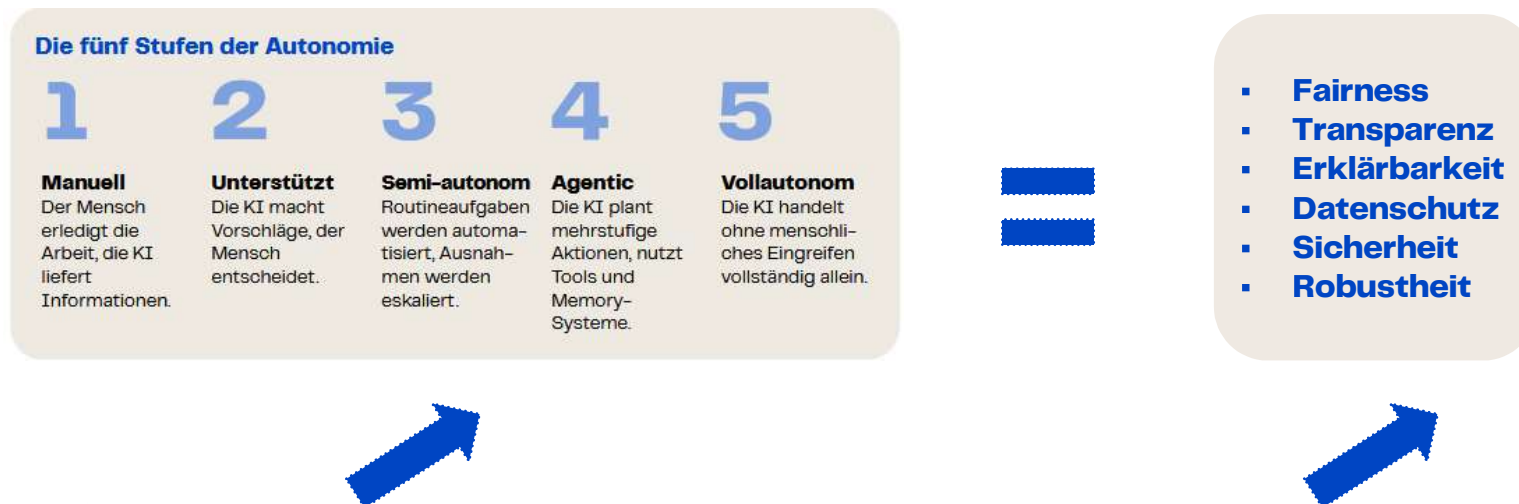 Die fünf Stufen der Autonomie
1
Manuell
Der Mensch
erledigt die
Arbeit, die KI
liefert
Informationen.
2
Unterstützt
Die KI macht
Vorschläge, der
Mensch
entscheidet.
3
Semi-autonom
Routineaufgaben
werden automa-
tisiert, Ausnah-
men werden
eskaliert.
4
Agentic
Die KI plant
mehrstufige
Aktionen, nutzt
Tools und
Memory-
Systeme.
5
Vollautonom
Die KI handelt
ohne menschli-
ches Eingreifen
vollständig allein.
=
▪ Fairness
▪ Transparenz
▪ Erklärbarkeit
▪ Datenschutz
▪ Sicherheit
▪ Robustheit